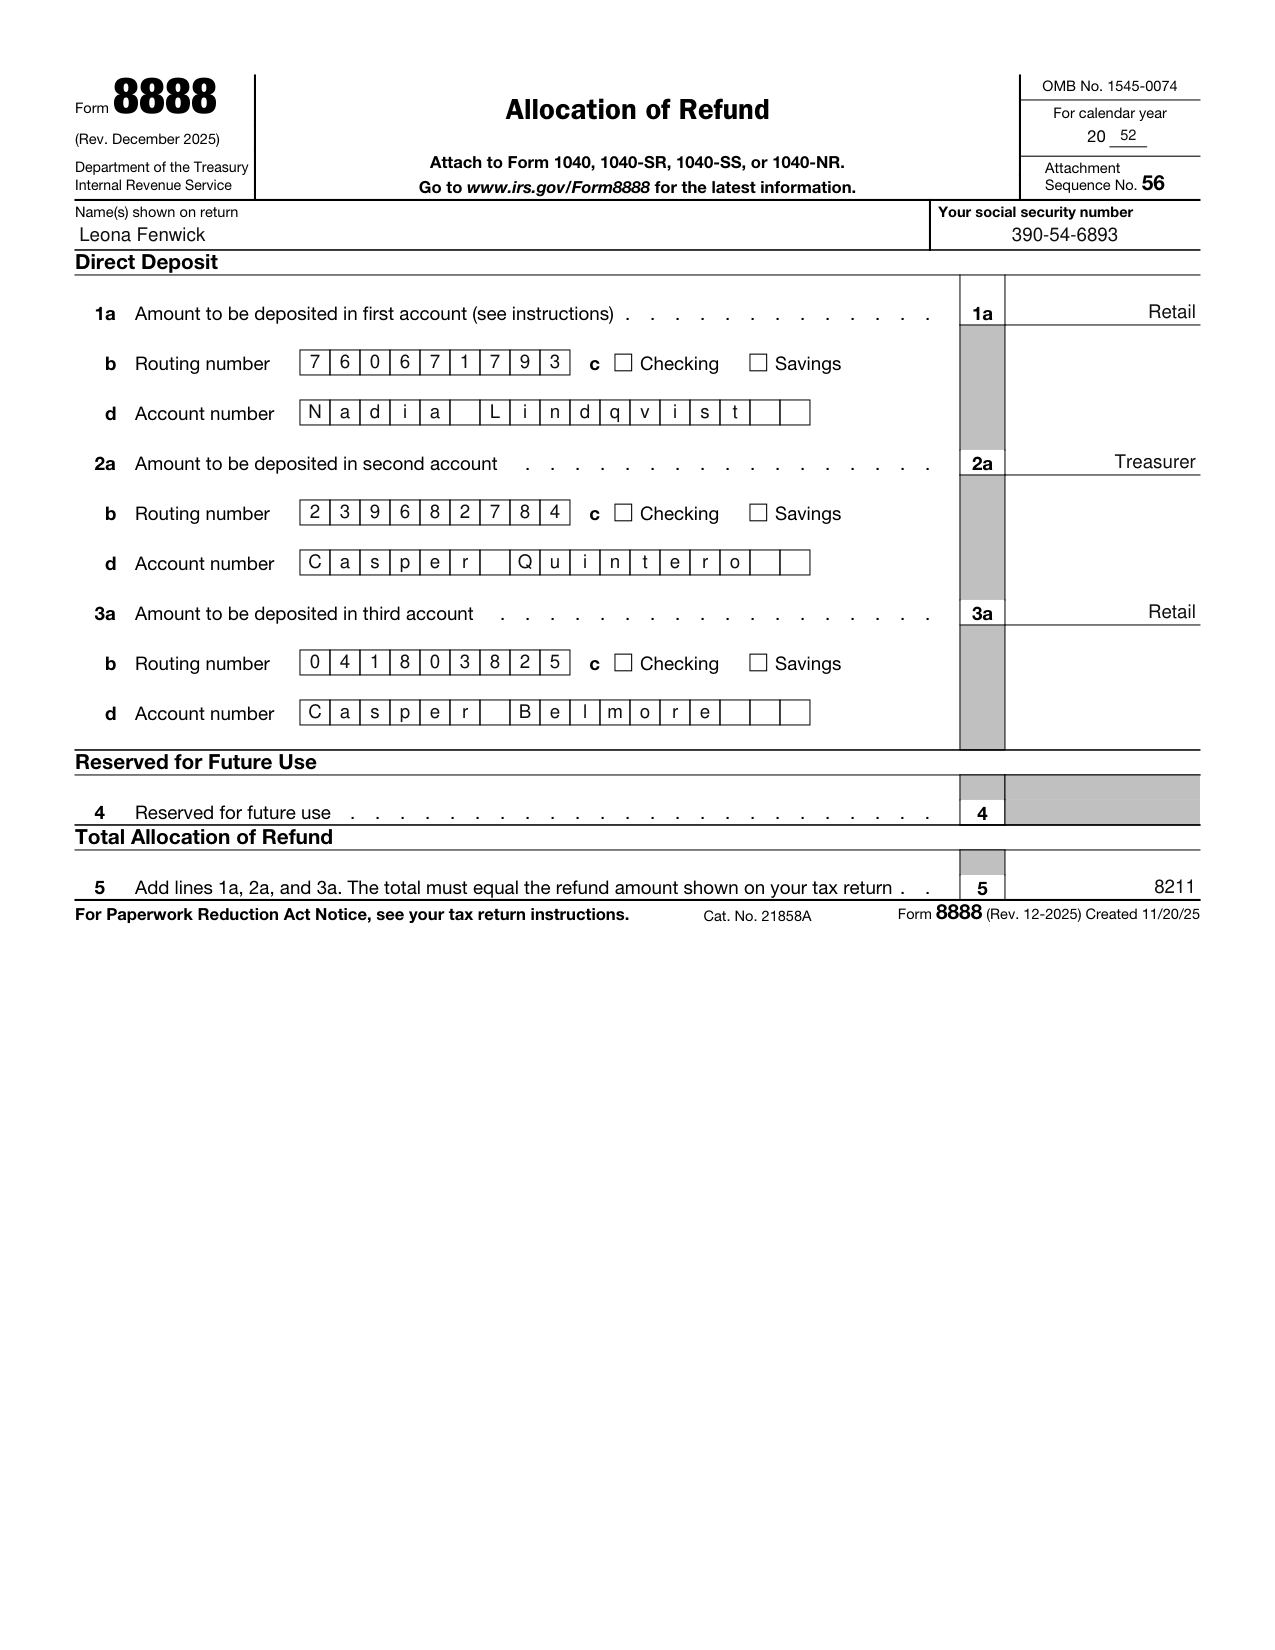 Form 8888
(Rev. December 2025)
Department of the Treasury
Internal Revenue Service
Allocation of Refund
Attach to Form 1040, 1040-SR, 1040-SS, or 1040-NR.
Go to www.irs.gov/Form8888 for the latest information.
OMB No. 1545-0074
For calendar year
20 52
Attachment
Sequence No. 56
Name(s) shown on return
Leona Fenwick
Your social security number
390-54-6893
Direct Deposit
1a Amount to be deposited in first account (see instructions) . . . . . . . . . . . . . 1a Retail
b Routing number 7 6 0 6 7 1 7 9 3 c Checking Savings
d Account number N a d i a L i n d q v i s t
2a Amount to be deposited in second account . . . . . . . . . . . . . . . . . 2a Treasurer
b Routing number 2 3 9 6 8 2 7 8 4 c Checking Savings
d Account number C a s p e r Q u i n t e r o
3a Amount to be deposited in third account . . . . . . . . . . . . . . . . . . 3a Retail
b Routing number 0 4 1 8 0 3 8 2 5 c Checking Savings
d Account number C a s p e r B e l m o r e
Reserved for Future Use
4 Reserved for future use . . . . . . . . . . . . . . . . . . . . . . . . 4
Total Allocation of Refund
5 Add lines 1a, 2a, and 3a. The total must equal the refund amount shown on your tax return . . 5 8211
For Paperwork Reduction Act Notice, see your tax return instructions. Cat. No. 21858A Form 8888 (Rev. 12-2025) Created 11/20/25